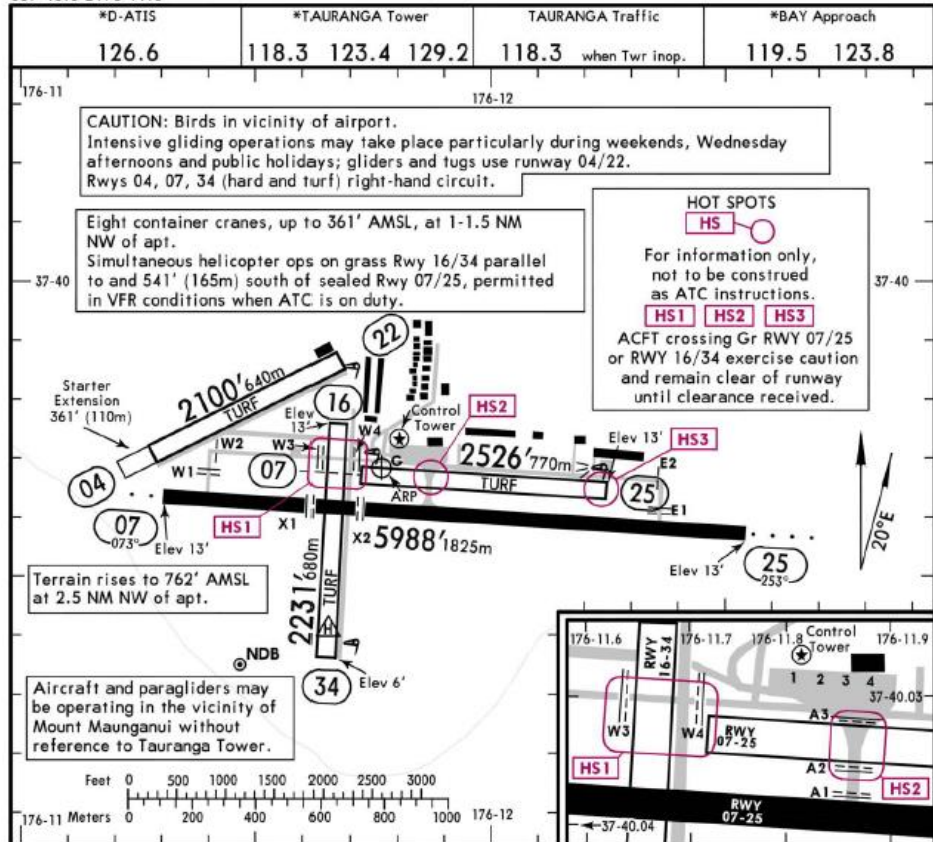 *D-ATIS
126.6
*TAURANGA Tower
118.3 123.4 129.2
TAURANGA Traffic
118.3 when Twr inop.
*BAY Approach
119.5 123.8
176-11
176-12
CAUTION: Birds in vicinity of airport.
Intensive gliding operations may take place particularly during weekends, Wednesday
afternoons and public holidays; gliders and tugs use runway 04/22.
Rwys 04, 07, 34 (hard and turf) right-hand circuit.
Eight container cranes, up to 361' AMSL, at 1-1.5 NM
NW of apt.
Simultaneous helicopter ops on grass Rwy 16/34 parallel
to and 541' (165m) south of sealed Rwy 07/25, permitted
in VFR conditions when ATC is on duty.
HOT SPOTS
HS
For information only,
not to be construed
as ATC instructions.
HS1 HS2 HS3
ACFT crossing Gr RWY 07/25
or RWY 16/34 exercise caution
and remain clear of runway
until clearance received.
37-40
37-40
22
2100' 640m
TURF
Starter
Extension
361' (110m)
16
Elev
13'
W4
Control
Tower
HS2
W2
W3
W1
07
G
ARP
2526' 770m
TURF
Elev 13'
HS3
E2
25
E1
04
07
073°
Elev 13'
HS1
X1
X2
5988' 1825m
Elev 13'
25
253°
20°E
Terrain rises to 762' AMSL
at 2.5 NM NW of apt.
2231' 680m
TURF
H
NDB
34
Elev 6'
Aircraft and paragliders may
be operating in the vicinity of
Mount Maunganui without
reference to Tauranga Tower.
Feet 0 500 1000 1500 2000 2500 3000
Meters 0 200 400 600 800 1000
176-11
176-12
176-11.6
176-11.7
176-11.8
176-11.9
RWY
16-34
Control
Tower
1 2 3 4
37-40.03
W3
W4
RWY
07-25
A3
A2
A1
HS1
HS2
RWY
07-25
37-40.04